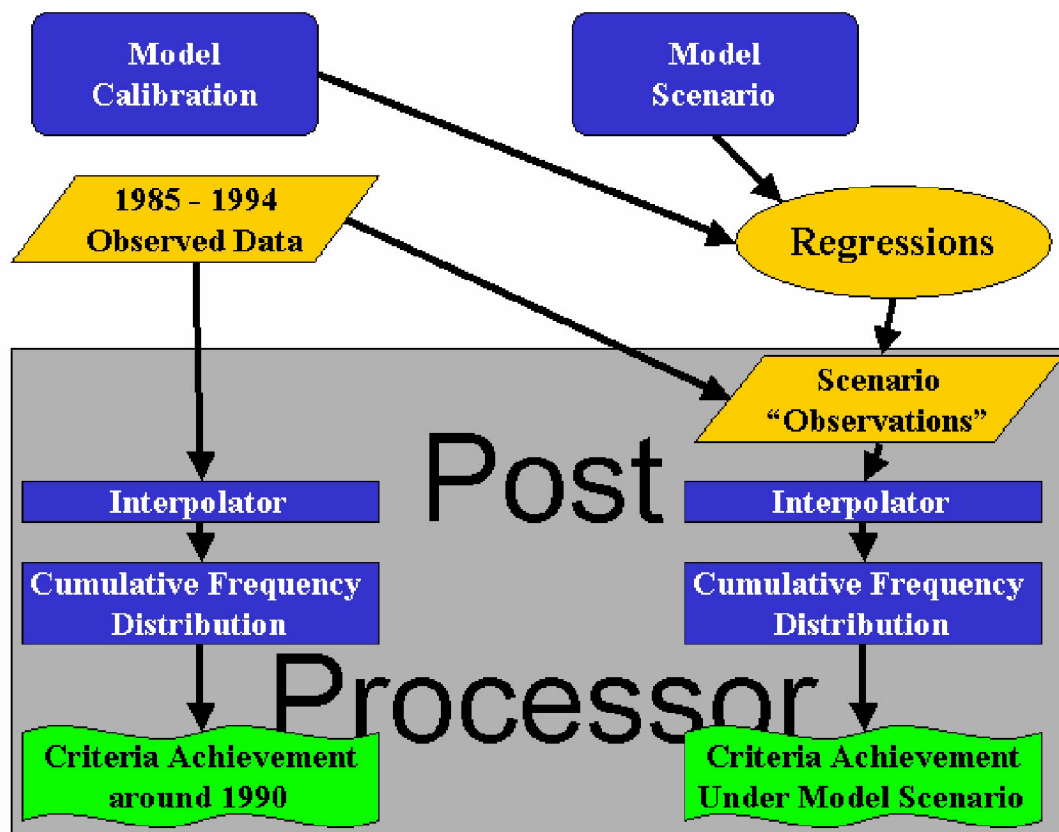 Model
Calibration
Model
Scenario
1985 - 1994
Observed Data
Regressions
Scenario
“Observations”
Post
Interpolator
Interpolator
Cumulative Frequency
Distribution
Cumulative Frequency
Distribution
Processor
Criteria Achievement
around 1990
Criteria Achievement
Under Model Scenario